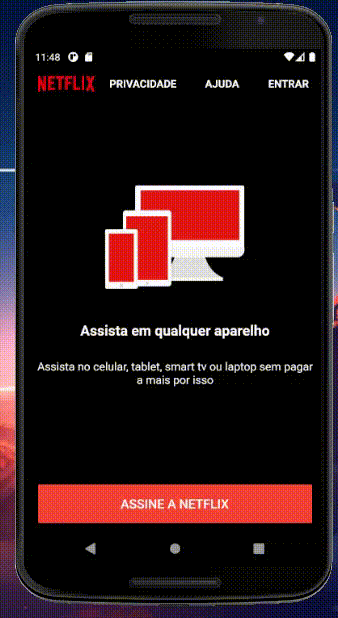 11:48
NETFLIX PRIVACIDADE AJUDA ENTRAR
Assista em qualquer aparelho
Assista no celular, tablet, smart tv ou laptop sem pagar
a mais por isso
ASSINE A NETFLIX